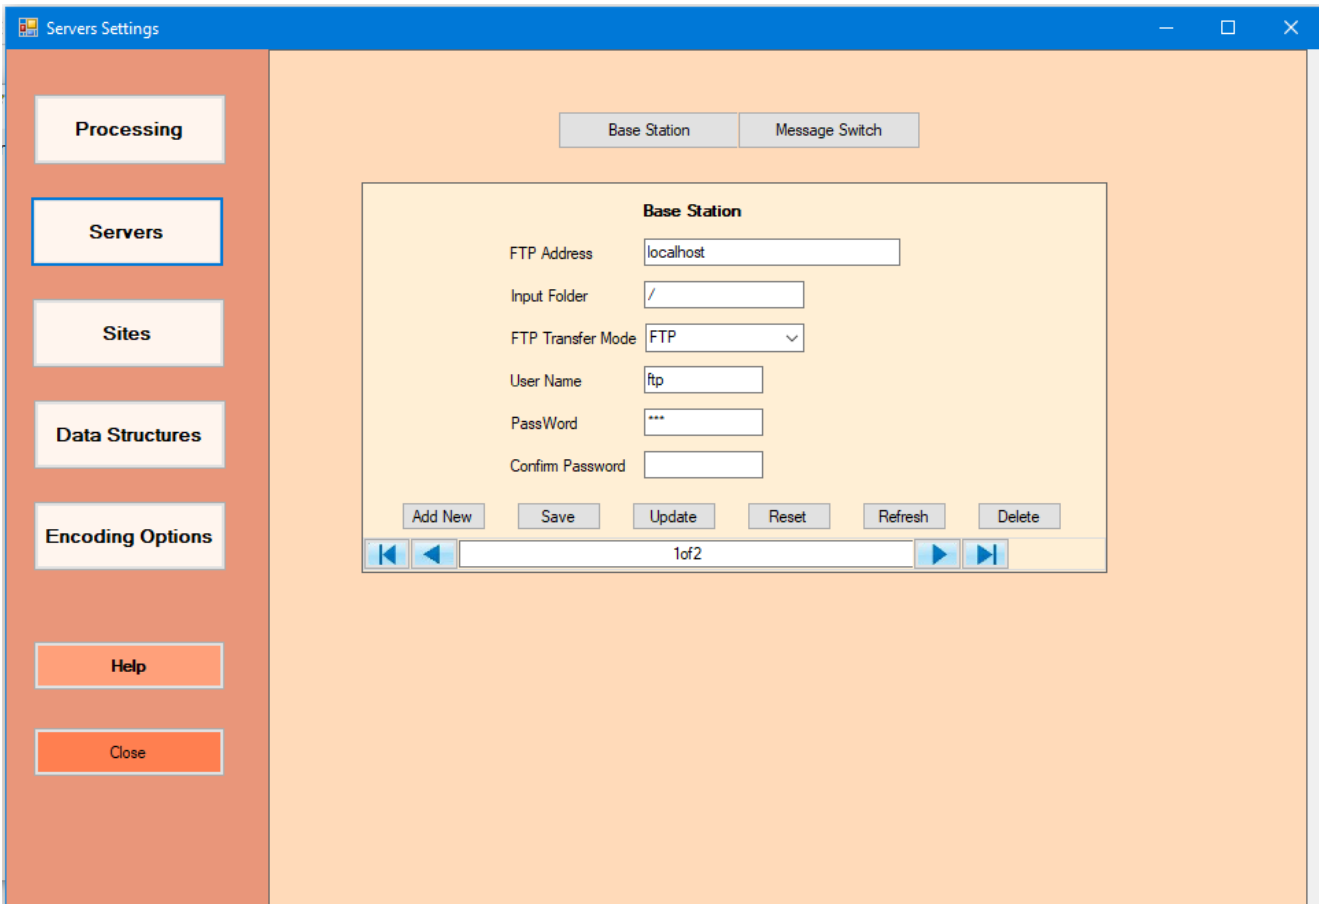 Servers Settings
Processing
Servers
Sites
Data Structures
Encoding Options
Help
Close
Base Station Message Switch
Base Station
FTP Address localhost
Input Folder /
FTP Transfer Mode FTP
User Name ftp
PassWord ***
Confirm Password
Add New Save Update Reset Refresh Delete
1of2